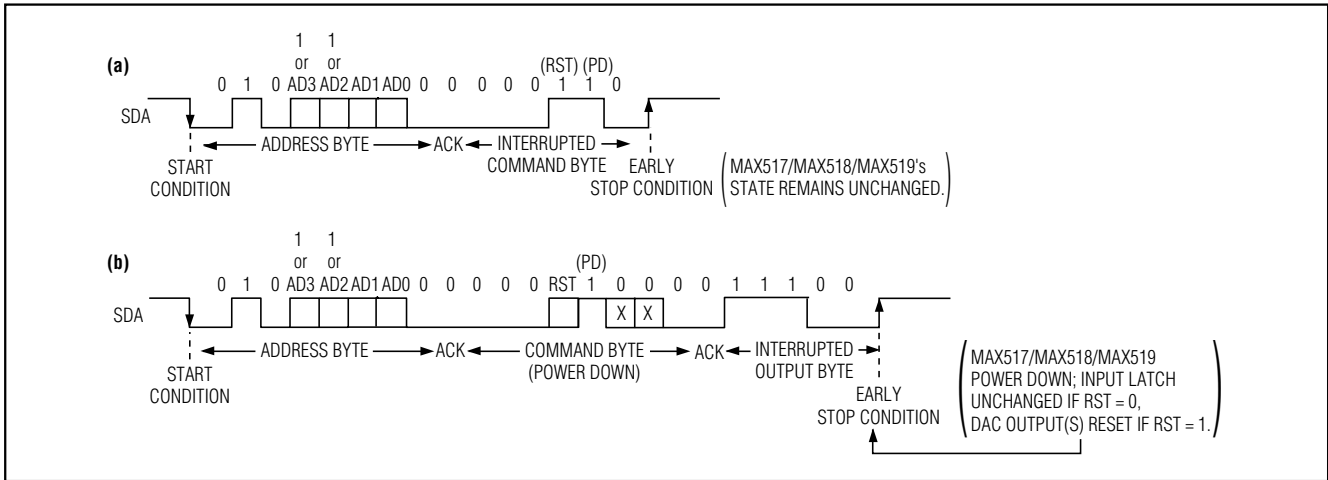 (a)
1 1
or or (RST) (PD)
0 1 0 AD3 AD2 AD1 AD0 0 0 0 0 0 1 1 0
SDA
ADDRESS BYTE ACK INTERRUPTED
COMMAND BYTE
START
CONDITION
EARLY
STOP CONDITION
(MAX517/MAX518/MAX519's
STATE REMAINS UNCHANGED.)
(b)
1 1
or or (PD)
0 1 0 AD3 AD2 AD1 AD0 0 0 0 0 0 RST 1 0 0 0 0 1 1 1 0 0
SDA
X X
ADDRESS BYTE ACK COMMAND BYTE ACK INTERRUPTED
(POWER DOWN) OUTPUT BYTE
START
CONDITION
EARLY
STOP CONDITION
(MAX517/MAX518/MAX519
POWER DOWN; INPUT LATCH
UNCHANGED IF RST = 0,
DAC OUTPUT(S) RESET IF RST = 1.)